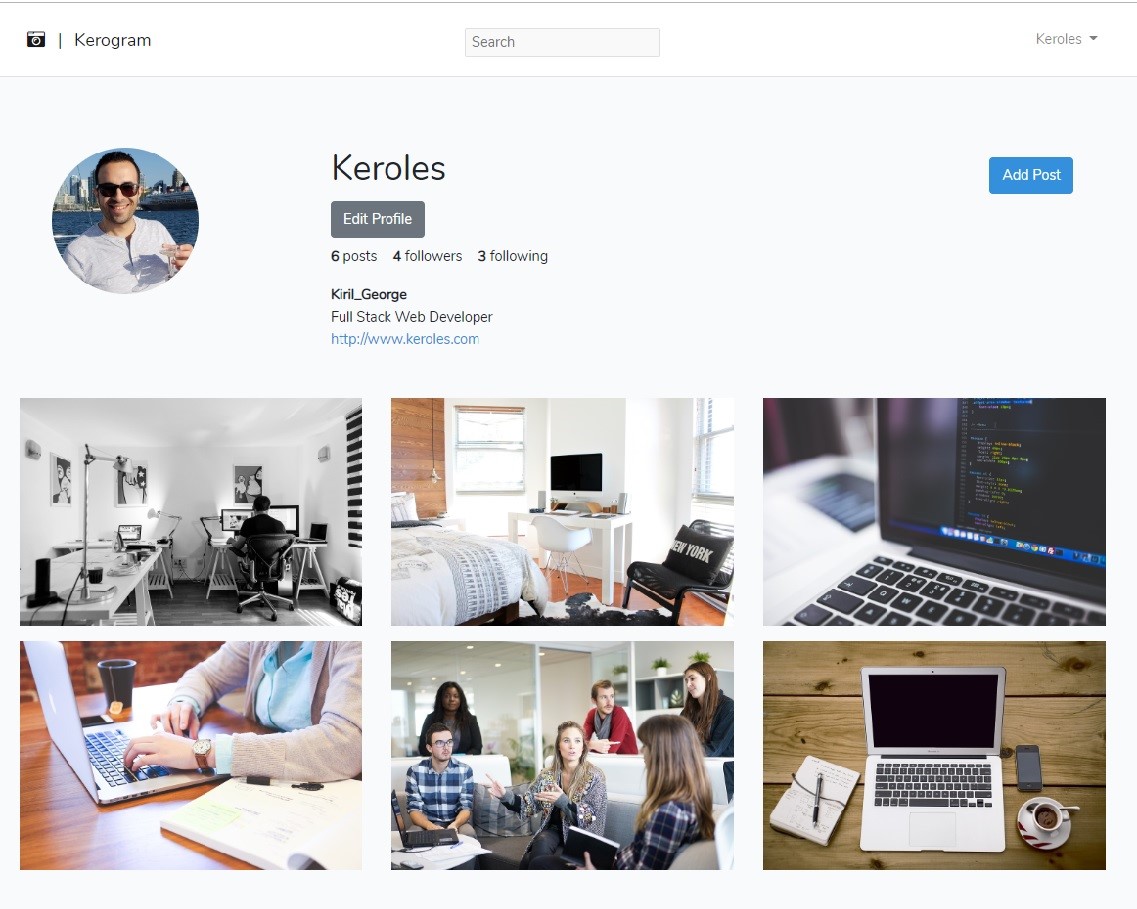 | Kerogram
Search
Keroles
Keroles
Add Post
Edit Profile
6 posts 4 followers 3 following
Kiril_George
Full Stack Web Developer
http://www.keroles.com
NEW YORK